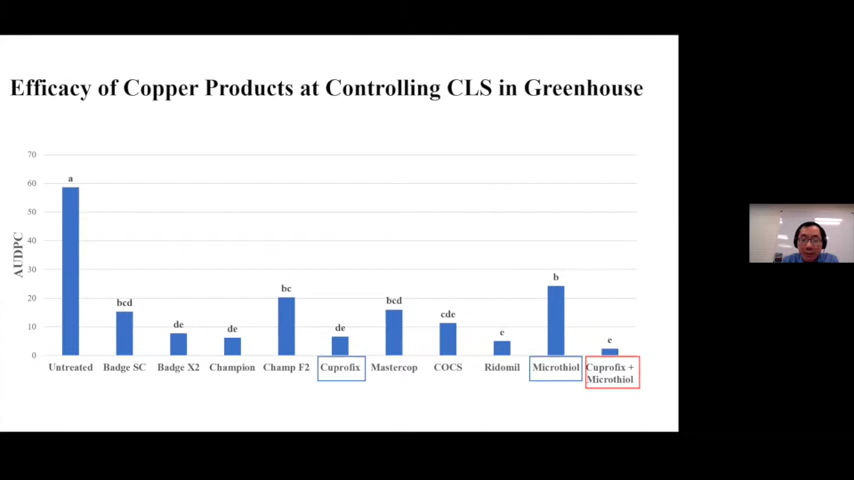 Efficacy of Copper Products at Controlling CLS in Greenhouse
AUDPC
70
60
50
40
30
20
10
0
a
bcd
de
de
bc
de
bcd
cde
e
b
e
Untreated
Badge SC
Badge X2
Champion
Champ F2
Cuprofix
Mastercop
COCS
Ridomil
Microthiol
Cuprofix +
Microthiol